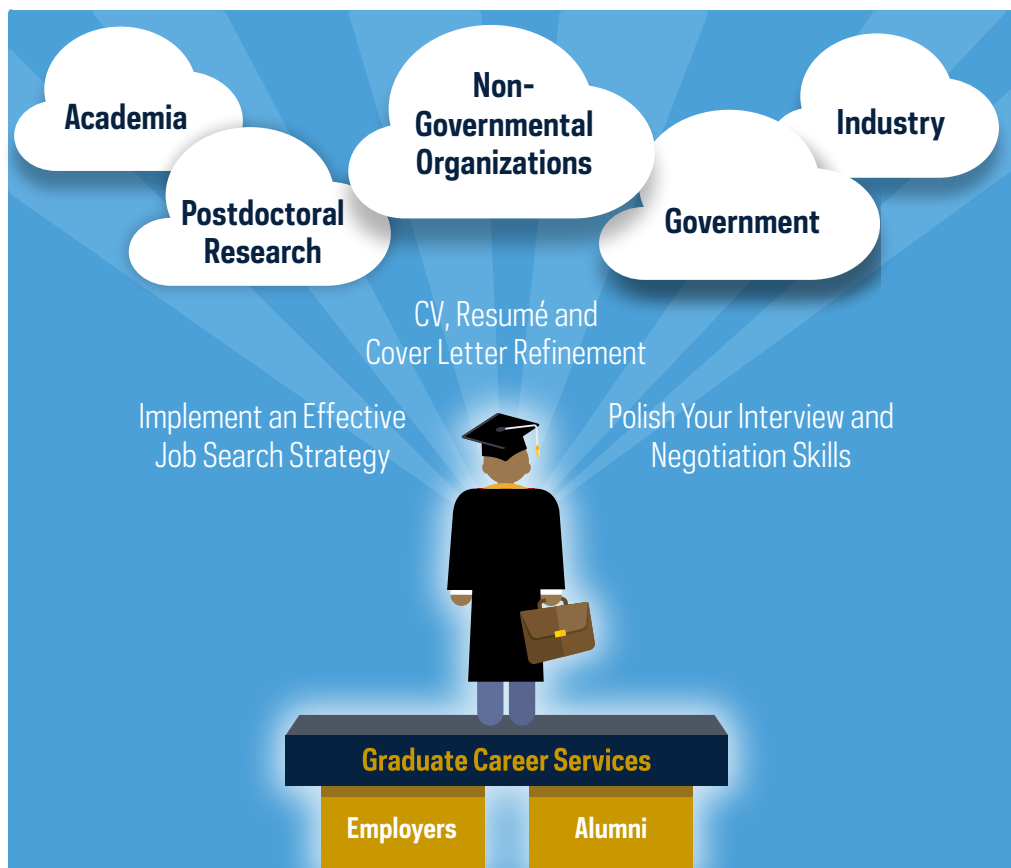 Academia
Non-
Governmental
Organizations
Industry
Postdoctoral
Research
Government
CV, Resumé and
Cover Letter Refinement
Implement an Effective
Job Search Strategy
Polish Your Interview and
Negotiation Skills
Graduate Career Services
Employers
Alumni